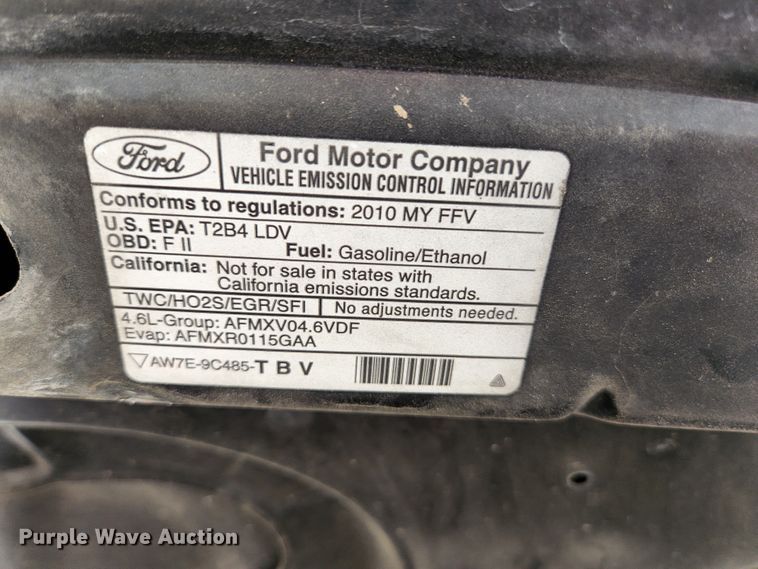 Ford
Ford Motor Company
VEHICLE EMISSION CONTROL INFORMATION
Conforms to regulations: 2010 MY FFV
U.S. EPA: T2B4 LDV
OBD: F II Fuel: Gasoline/Ethanol
California: Not for sale in states with
California emissions standards.
TWC/HO2S/EGR/SFI No adjustments needed.
4.6L-Group: AFMXV04.6VDF
Evap: AFMXR0115GAA
AW7E-9C485-T B V
Purple Wave Auction